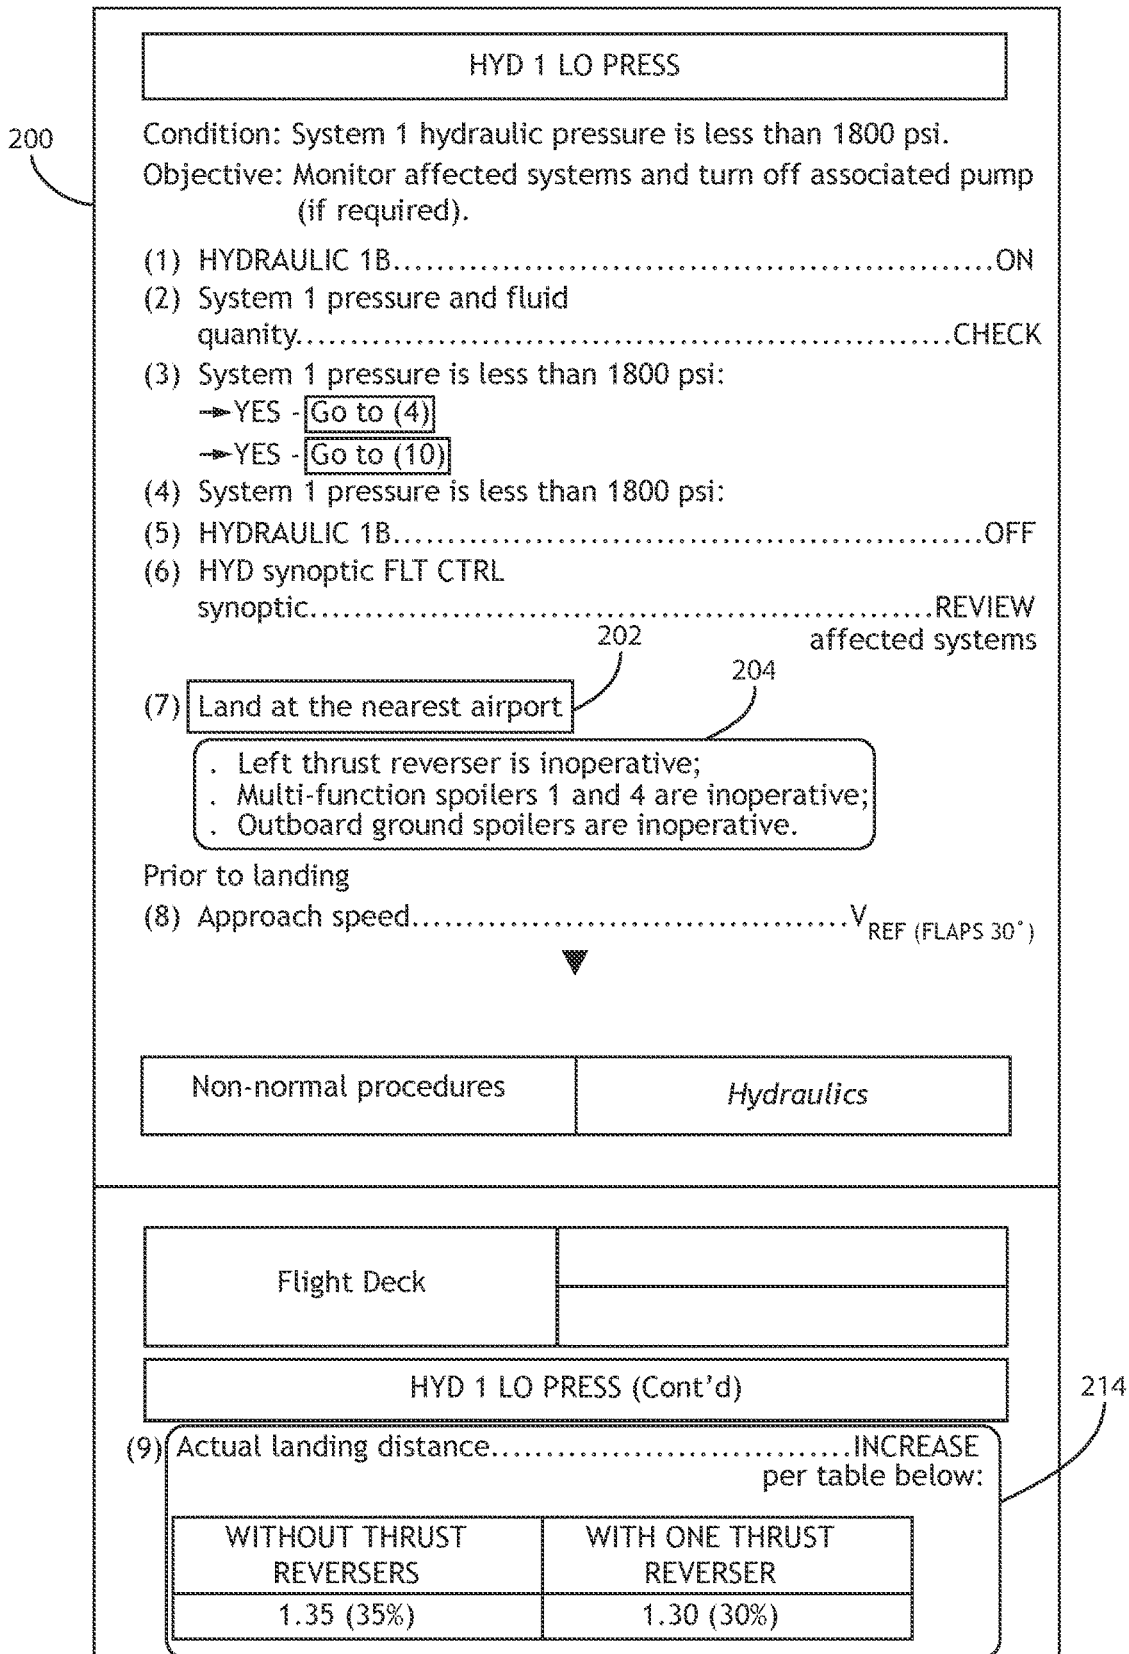 HYD 1 LO PRESS
200
Condition: System 1 hydraulic pressure is less than 1800 psi.
Objective: Monitor affected systems and turn off associated pump
(if required).
(1) HYDRAULIC 1B......................................................ON
(2) System 1 pressure and fluid
quanity...........................................................CHECK
(3) System 1 pressure is less than 1800 psi:
→YES - Go to (4)
→YES - Go to (10)
(4) System 1 pressure is less than 1800 psi:
(5) HYDRAULIC 1B.....................................................OFF
(6) HYD synoptic FLT CTRL
synoptic........................................................REVIEW
affected systems
202
204
(7) Land at the nearest airport
. Left thrust reverser is inoperative;
. Multi-function spoilers 1 and 4 are inoperative;
. Outboard ground spoilers are inoperative.
Prior to landing
(8) Approach speed.......................................VREF (FLAPS 30°)
▼
Non-normal procedures Hydraulics
Flight Deck
HYD 1 LO PRESS (Cont'd)
214
(9) Actual landing distance................................INCREASE
per table below:
WITHOUT THRUST REVERSERS WITH ONE THRUST REVERSER
1.35 (35%) 1.30 (30%)